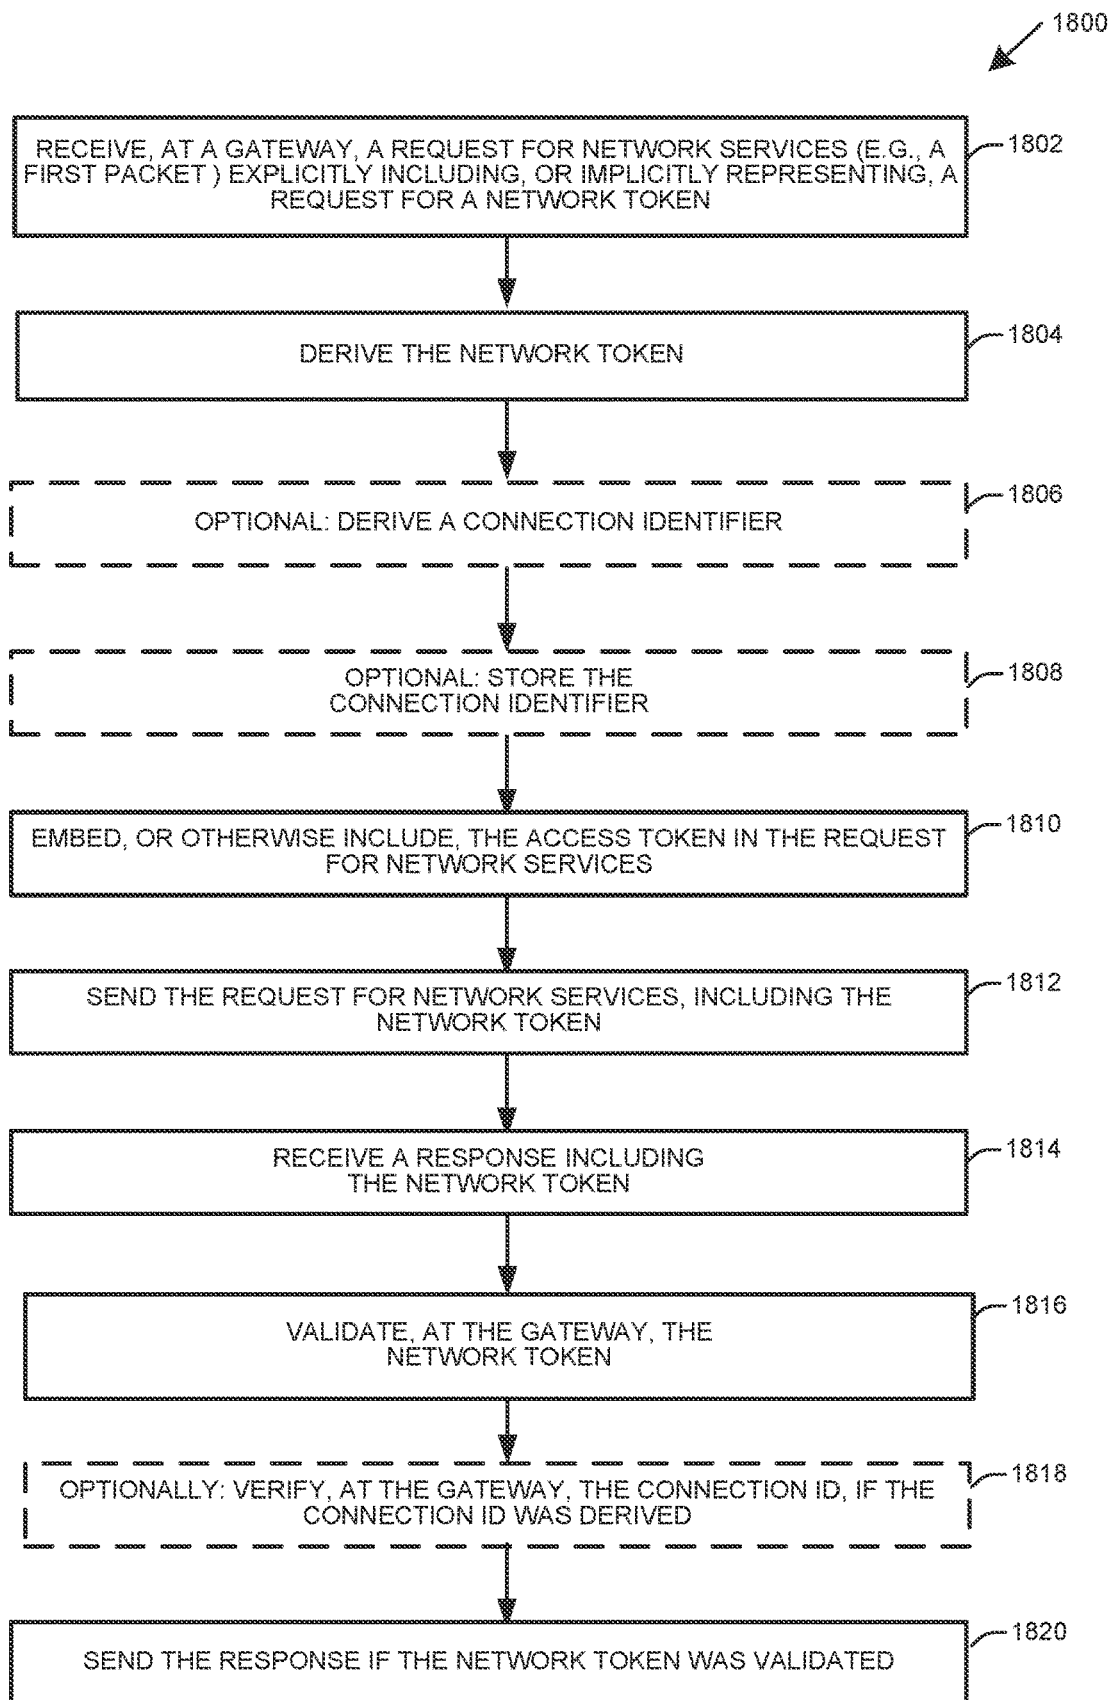 1800
RECEIVE, AT A GATEWAY, A REQUEST FOR NETWORK SERVICES (E.G., A
FIRST PACKET ) EXPLICITLY INCLUDING, OR IMPLICITLY REPRESENTING, A
REQUEST FOR A NETWORK TOKEN
1802
DERIVE THE NETWORK TOKEN
1804
OPTIONAL: DERIVE A CONNECTION IDENTIFIER
1806
OPTIONAL: STORE THE
CONNECTION IDENTIFIER
1808
EMBED, OR OTHERWISE INCLUDE, THE ACCESS TOKEN IN THE REQUEST
FOR NETWORK SERVICES
1810
SEND THE REQUEST FOR NETWORK SERVICES, INCLUDING THE
NETWORK TOKEN
1812
RECEIVE A RESPONSE INCLUDING
THE NETWORK TOKEN
1814
VALIDATE, AT THE GATEWAY, THE
NETWORK TOKEN
1816
OPTIONALLY: VERIFY, AT THE GATEWAY, THE CONNECTION ID, IF THE
CONNECTION ID WAS DERIVED
1818
SEND THE RESPONSE IF THE NETWORK TOKEN WAS VALIDATED
1820